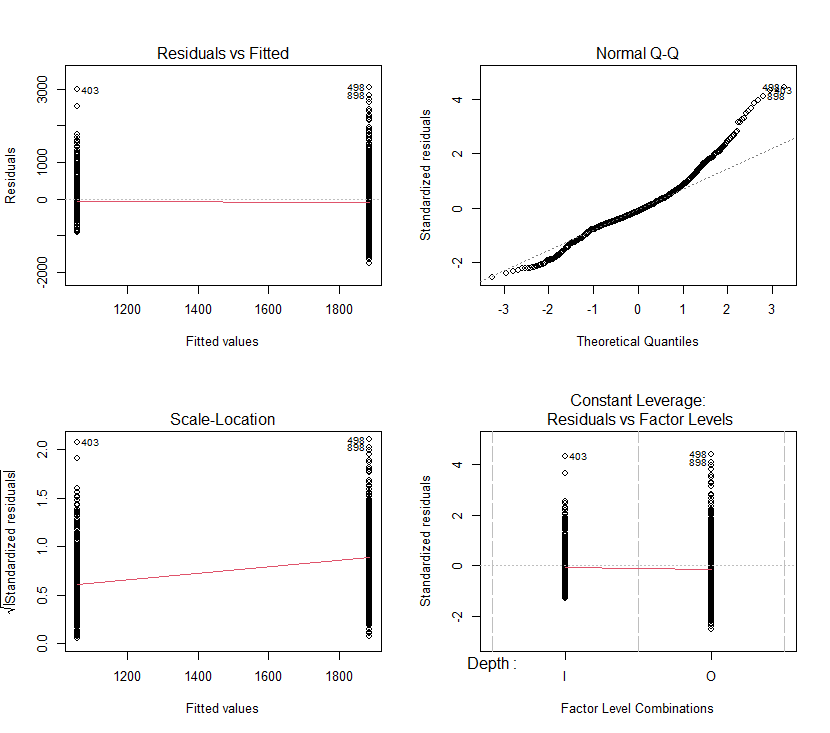 Residuals vs Fitted
Residuals
3000
1000
0
-2000
403
498
898
1200 1400 1600 1800
Fitted values
Normal Q-Q
Standardized residuals
4
2
0
-2
498
403
898
-3 -2 -1 0 1 2 3
Theoretical Quantiles
Scale-Location
√|Standardized residuals|
2.0
1.5
1.0
0.5
0.0
403
498
898
1200 1400 1600 1800
Fitted values
Constant Leverage:
Residuals vs Factor Levels
Standardized residuals
4
2
0
-2
403
498
898
Depth :
I O
Factor Level Combinations